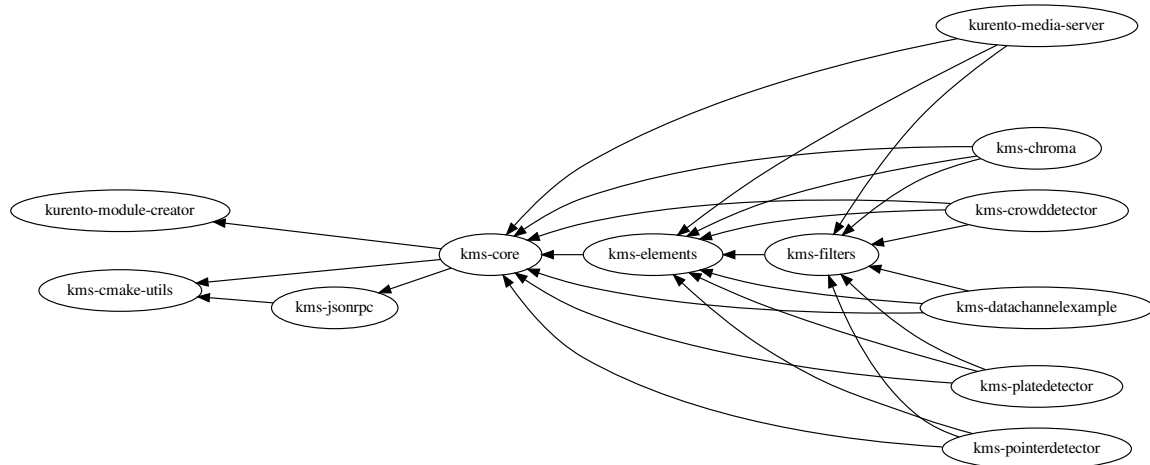 kurento-media-server
kms-chroma
kurento-module-creator
kms-crowddetector
kms-core
kms-elements
kms-filters
kms-cmake-utils
kms-jsonrpc
kms-datachannelexample
kms-platedetector
kms-pointerdetector